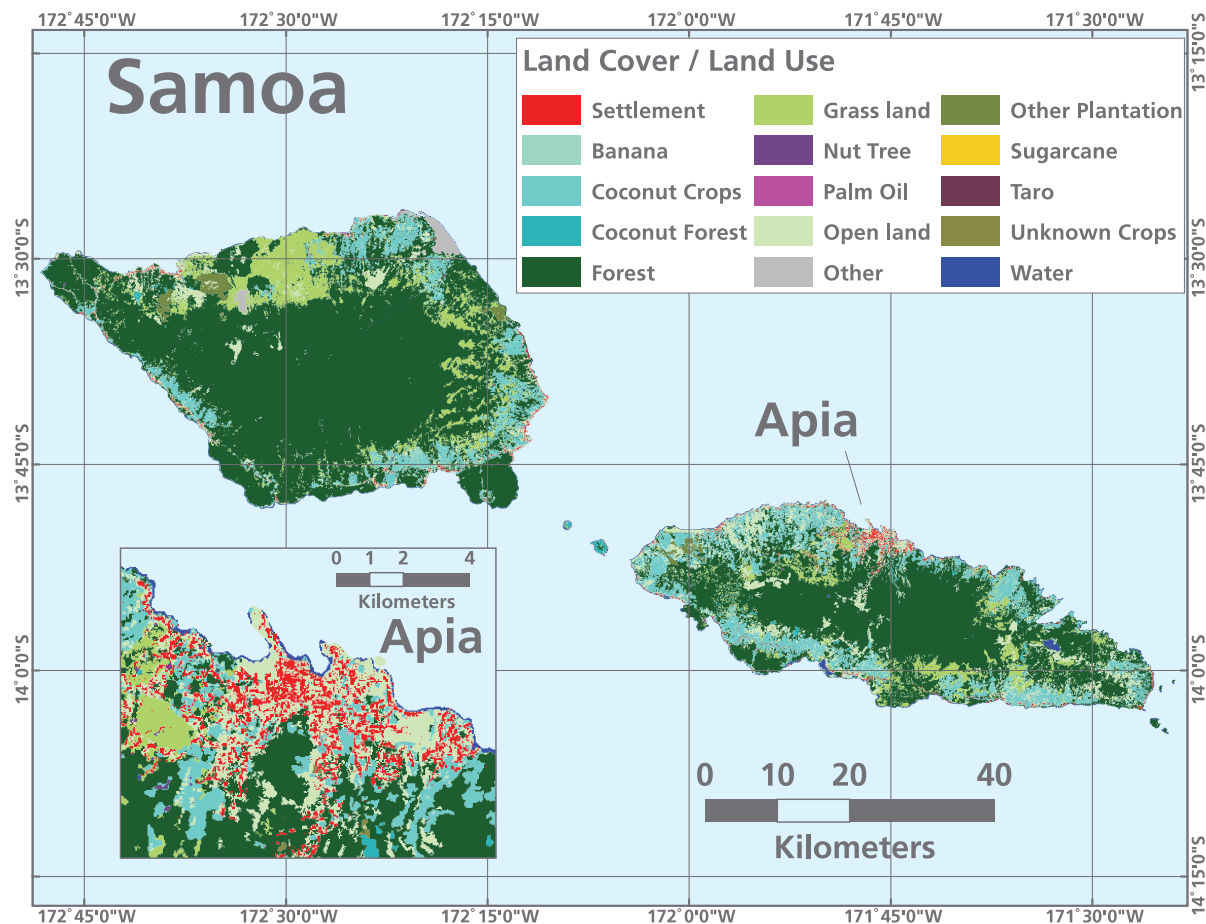 172˚45'0"W 172˚30'0"W 172˚15'0"W 172˚0'0"W 171˚45'0"W 171˚30'0"W
Samoa
Land Cover / Land Use
Settlement
Banana
Coconut Crops
Coconut Forest
Forest
Grass land
Nut Tree
Palm Oil
Open land
Other
Other Plantation
Sugarcane
Taro
Unknown Crops
Water
13˚15'0"S
13˚30'0"S
13˚30'0"S
Apia
13˚45'0"S
13˚45'0"S
0 1 2 4
Kilometers
Apia
14˚0'0"S
14˚0'0"S
0 10 20 40
Kilometers
14˚15'0"S
172˚45'0"W 172˚30'0"W 172˚15'0"W 172˚0'0"W 171˚45'0"W 171˚30'0"W